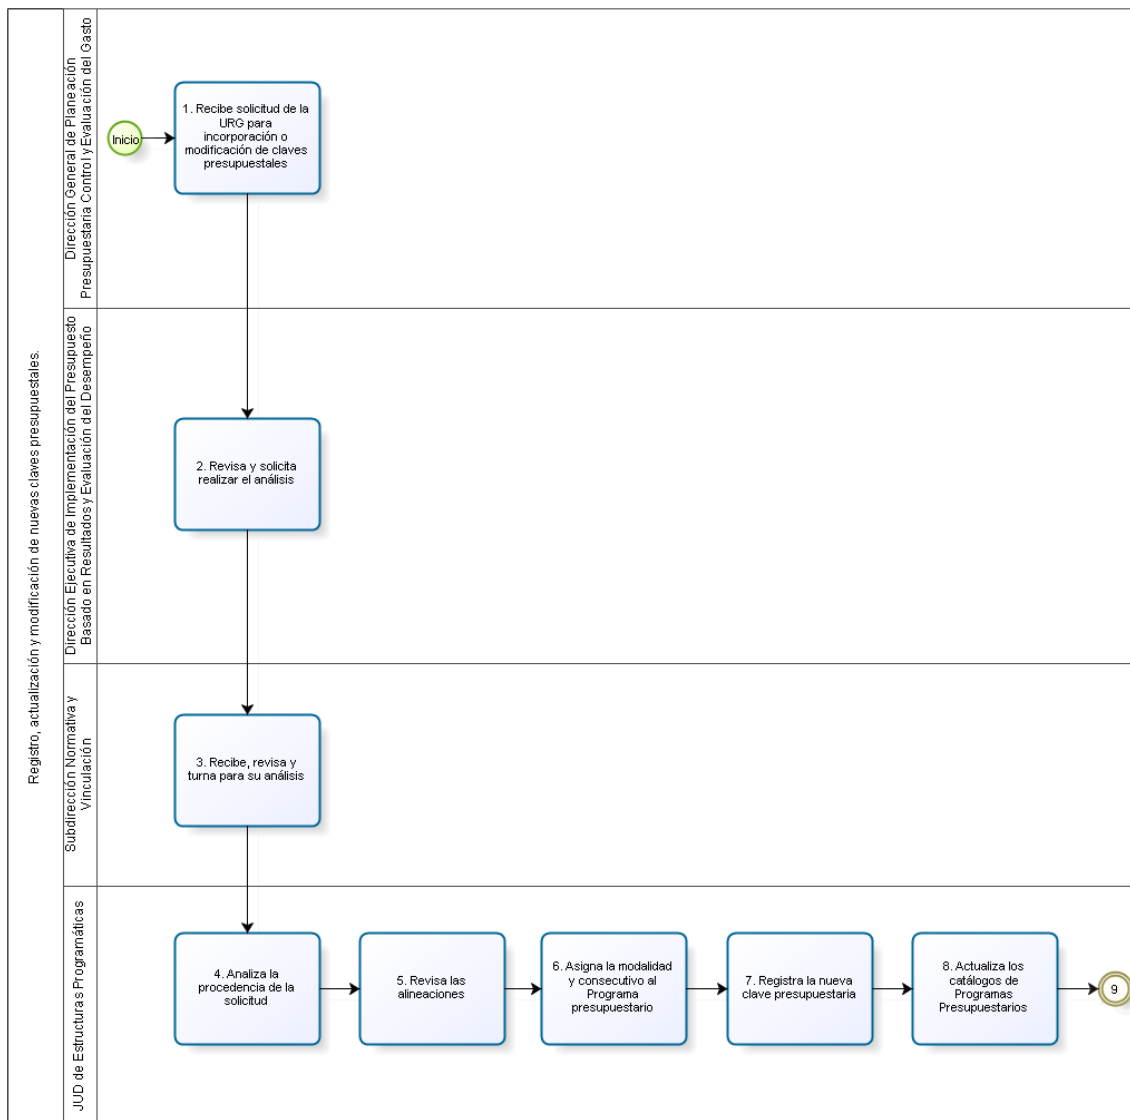 Registro, actualización y modificación de nuevas claves presupuestales.
Dirección General de Planeación
Presupuestaria Control y Evaluación del Gasto
Inicio
1. Recibe solicitud de la
URG para
incorporación o
modificación de claves
presupuestales
Dirección Ejecutiva de Implementación del Presupuesto
Basado en Resultados y Evaluación del Desempeño
2. Revisa y solicita
realizar el análisis
Subdirección Normativa y
Vinculación
3. Recibe, revisa y
turna para su análisis
JUD de Estructuras Programáticas
4. Analiza la
procedencia de la
solicitud
5. Revisa las
alineaciones
6. Asigna la modalidad
y consecutivo al
Programa
presupuestario
7. Registra la nueva
clave presupuestaria
8. Actualiza los
catálogos de
Programas
Presupuestarios
9